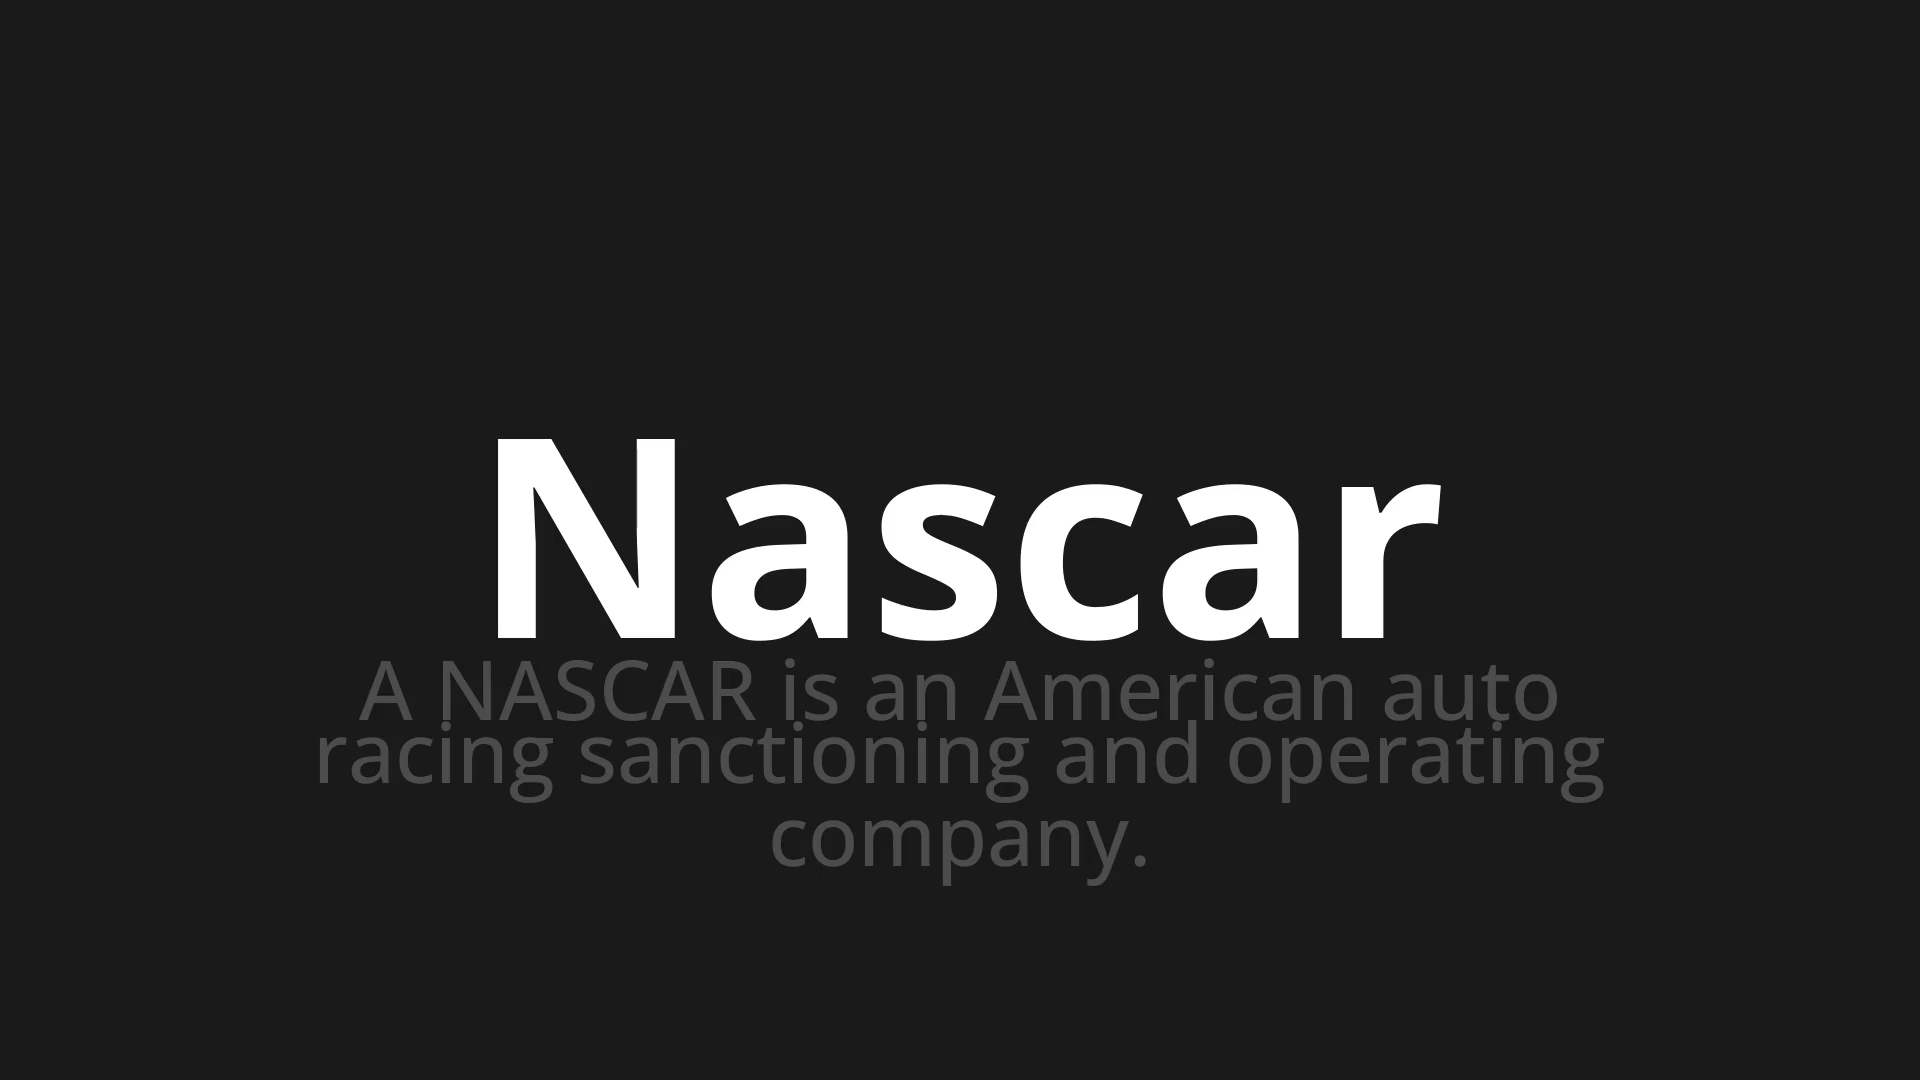 Nascar
A NASCAR is an American auto
racing sanctioning and operating
company.